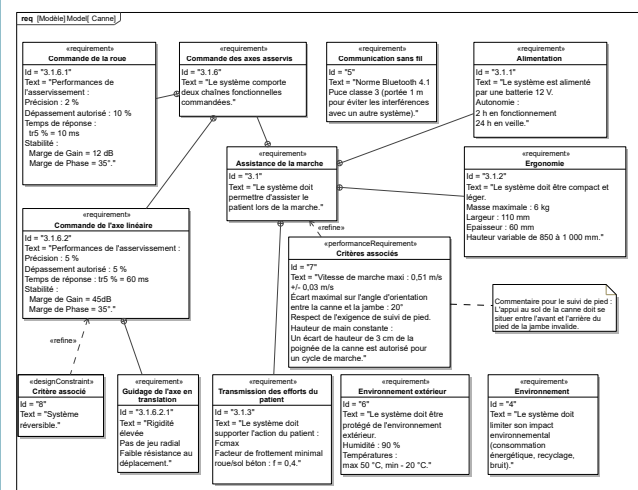 req [Modèle] Model[ Canne]
«requirement»
Commande de la roue
Id = "3.1.6.1"
Text = "Performances de
l'asservissement :
Précision : 2 %
Dépassement autorisé : 10 %
Temps de réponse :
tr5 % = 10 ms
Stabilité :
Marge de Gain = 12 dB
Marge de Phase = 35°."
«requirement»
Commande des axes asservis
Id = "3.1.6"
Text = "Le système comporte
deux chaînes fonctionnelles
commandées."
«requirement»
Communication sans fil
Id = "5"
Text = "Norme Bluetooth 4.1
Puce classe 3 (portée 1 m
pour éviter les interférences
avec un autre système)."
«requirement»
Alimentation
Id = "3.1.1"
Text = "Le système est alimenté
par une batterie 12 V.
Autonomie :
2 h en fonctionnement
24 h en veille."
«requirement»
Assistance de la marche
Id = "3.1"
Text = "Le système doit
permettre d'assister le
patient lors de la marche."
«requirement»
Ergonomie
Id = "3.1.2"
Text = "Le système doit être compact et
léger.
Masse maximale : 6 kg
Largeur : 110 mm
Epaisseur : 60 mm
Hauteur variable de 850 à 1 000 mm."
«requirement»
Commande de l'axe linéaire
Id = "3.1.6.2"
Text = "Performances de l'asservissement :
Précision : 5 %
Dépassement autorisé : 5 %
Temps de réponse : tr5 % = 60 ms
Stabilité :
Marge de Gain = 45dB
Marge de Phase = 35°."
«refine»
«performanceRequirement»
Critères associés
Id = "7"
Text = "Vitesse de marche maxi : 0,51 m/s
+/- 0,03 m/s
Écart maximal sur l'angle d'orientation
entre la canne et la jambe : 20°
Respect de l'exigence de suivi de pied.
Hauteur de main constante :
Un écart de hauteur de 3 cm de la
poignée de la canne est autorisé pour
un cycle de marche."
Commentaire pour le suivi de pied :
L'appui au sol de la canne doit se
situer entre l'avant et l'arrière du
pied de la jambe invalide.
«refine»
«designConstraint»
Critère associé
Id = "8"
Text = "Système
réversible."
«requirement»
Guidage de l'axe en
translation
Id = "3.1.6.2.1"
Text = "Rigidité
élevée
Pas de jeu radial
Faible résistance au
déplacement."
«requirement»
Transmission des efforts du
patient
Id = "3.1.3"
Text = "Le système doit
supporter l'action du patient :
Fcmax
Facteur de frottement minimal
roue/sol béton : f = 0,4."
«requirement»
Environnement extérieur
Id = "6"
Text = "Le système doit être
protégé de l'environnement
extérieur.
Humidité : 90 %
Températures :
max 50 °C, min - 20 °C."
«requirement»
Environnement
Id = "4"
Text = "Le système doit
limiter son impact
environnemental
(consommation
énergétique, recyclage,
bruit)."